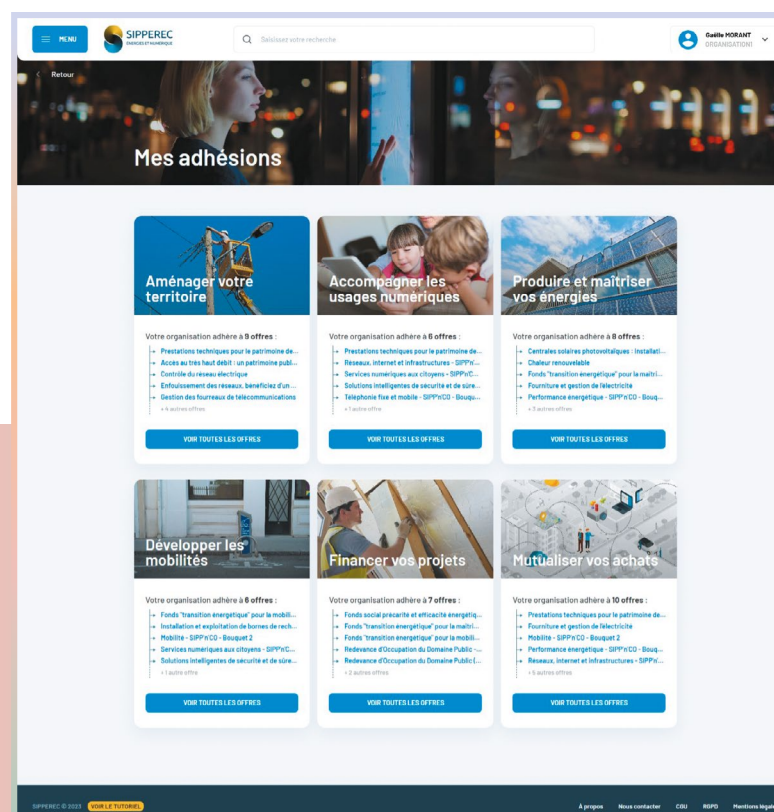 MENU
SIPPEREC
ÉNERGIES ET NUMÉRIQUE
Saisissez votre recherche
Gaëlle MORANT
ORGANISATION1
Retour
Mes adhésions
Aménager votre
territoire
Votre organisation adhère à 9 offres :
Prestations techniques pour le patrimoine de...
Accès au très haut débit : un patrimoine publ...
Contrôle du réseau électrique
Enfouissement des réseaux, bénéficiez d'un ...
Gestion des fourreaux de télécommunications
+ 4 autres offres
VOIR TOUTES LES OFFRES
Accompagner les
usages numériques
Votre organisation adhère à 6 offres :
Prestations techniques pour le patrimoine de...
Réseaux, internet et infrastructures - SIPP'n'...
Services numériques aux citoyens - SIPP'n'C...
Solutions intelligentes de sécurité et de sûre...
Téléphonie fixe et mobile - SIPP'n'CO - Bouqu...
+ 1 autre offre
VOIR TOUTES LES OFFRES
Produire et maîtriser
vos énergies
Votre organisation adhère à 8 offres :
Centrales solaires photovoltaïques : Installati...
Chaleur renouvelable
Fonds "transition énergétique" pour la maîtri...
Fourniture et gestion de l'électricité
Performance énergétique - SIPP'n'CO - Bouq...
+ 3 autres offres
VOIR TOUTES LES OFFRES
Développer les
mobilités
Votre organisation adhère à 6 offres :
Fonds "transition énergétique" pour la mobili...
Installation et exploitation de bornes de rech...
Mobilité - SIPP'n'CO - Bouquet 2
Services numériques aux citoyens - SIPP'n'C...
Solutions intelligentes de sécurité et de sûre...
+ 1 autre offre
VOIR TOUTES LES OFFRES
Financer vos projets
Votre organisation adhère à 7 offres :
Fonds social précarité et efficacité énergétiq...
Fonds "transition énergétique" pour la maîtri...
Fonds "transition énergétique" pour la mobili...
Redevance d'Occupation du Domaine Public -...
Redevance d'Occupation du Domaine Public (...
+ 2 autres offres
VOIR TOUTES LES OFFRES
Mutualiser vos achats
Votre organisation adhère à 10 offres :
Prestations techniques pour le patrimoine de...
Fourniture et gestion de l'électricité
Mobilité - SIPP'n'CO - Bouquet 2
Performance énergétique - SIPP'n'CO - Bouq...
Réseaux, internet et infrastructures - SIPP'n'...
+ 5 autres offres
VOIR TOUTES LES OFFRES
SIPPEREC © 2023 VOIR LE TUTORIEL
À propos Nous contacter CGU RGPD Mentions légale